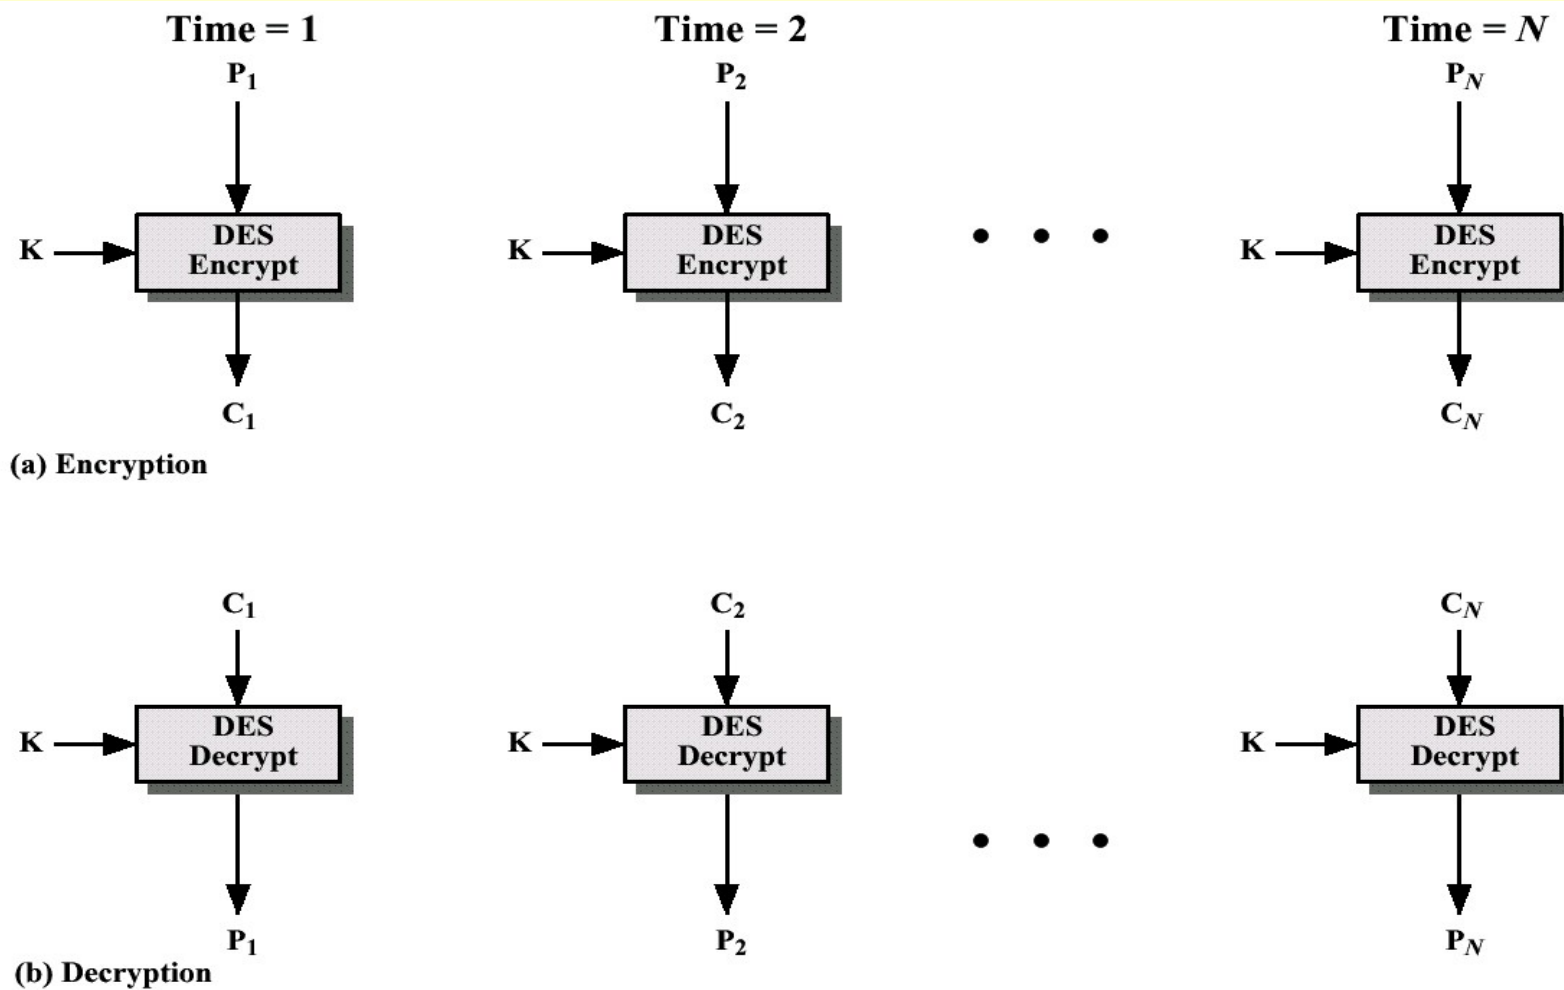 Time = 1 Time = 2 Time = N
P1 P2 PN
K DES Encrypt K DES Encrypt K DES Encrypt
C1 C2 CN
(a) Encryption
C1 C2 CN
K DES Decrypt K DES Decrypt K DES Decrypt
P1 P2 PN
(b) Decryption